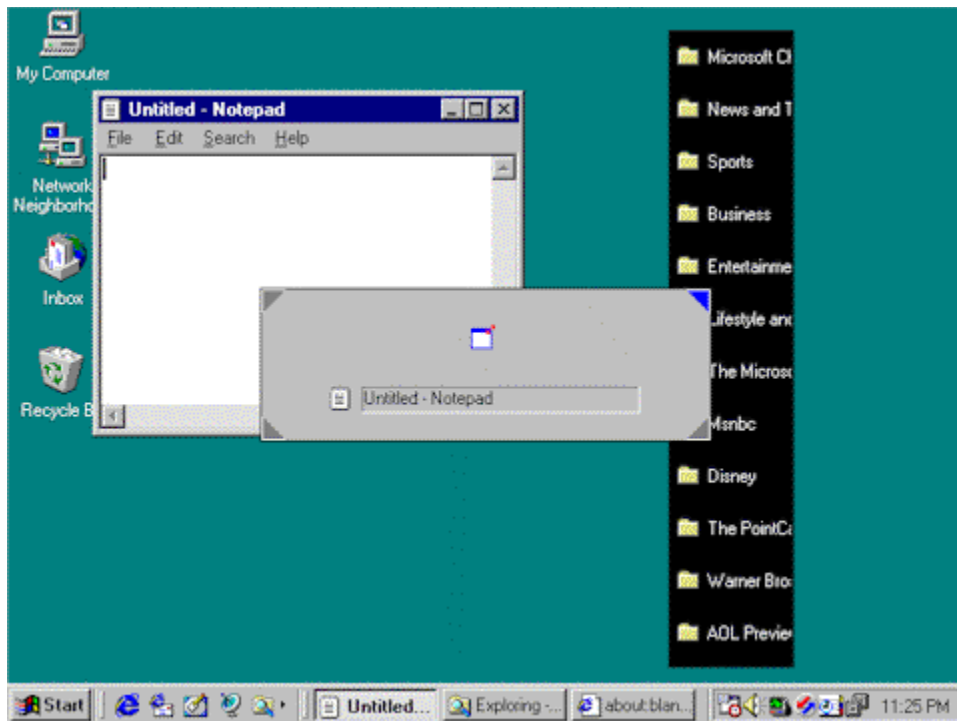 My Computer
Network
Neighborho
Inbox
Recycle B
Untitled - Notepad
File Edit Search Help
Untitled - Notepad
Microsoft Cl
News and T
Sports
Business
Entertainme
Lifestyle and
The Microso
Msnbc
Disney
The PointCa
Warner Bro
AOL Preview
Start
Untitled...
Exploring -...
about:blan...
11:25 PM